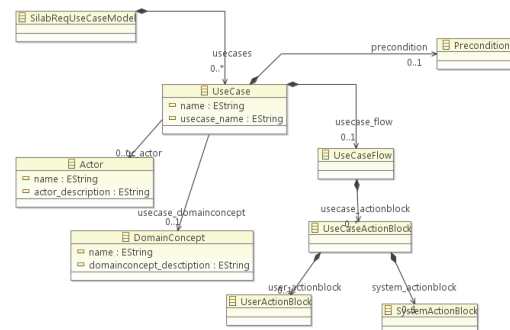 SilabReqUseCaseModel
usecases
0..*
precondition
0..1
Precondition
UseCase
name : EString
usecase_name : EString
usecase_flow
0..1
UseCaseFlow
uc_actor
Actor
name : EString
actor_description : EString
usecase_domainconcept
0..1
usecase_actionblock
DomainConcept
name : EString
domainconcept_desctiption : EString
UseCaseActionBlock
user_actionblock
system_actionblock
UserActionBlock
SystemActionBlock